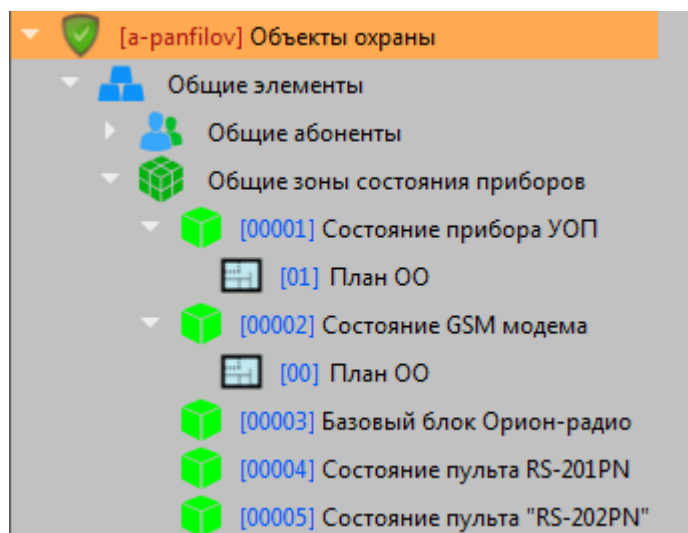 [a-panfilov] Объекты охраны
Общие элементы
Общие абоненты
Общие зоны состояния приборов
[00001] Состояние прибора УОП
[01] План ОО
[00002] Состояние GSM модема
[00] План ОО
[00003] Базовый блок Орион-радио
[00004] Состояние пульта RS-201PN
[00005] Состояние пульта "RS-202PN"